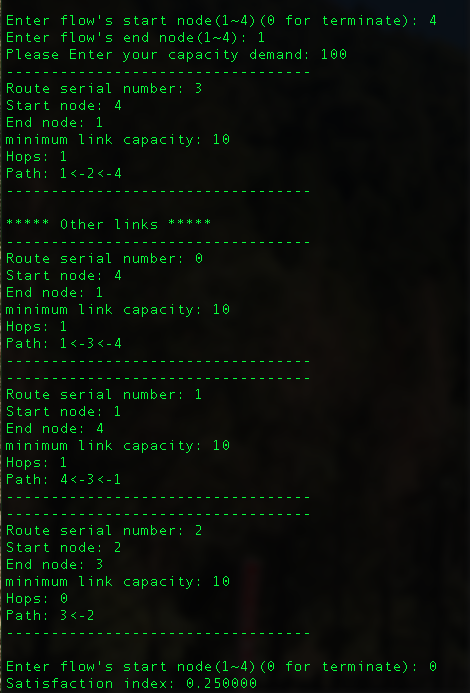 Enter flow's start node(1~4)(0 for terminate): 4
Enter flow's end node(1~4): 1
Please Enter your capacity demand: 100
-----------------------------------
Route serial number: 3
Start node: 4
End node: 1
minimum link capacity: 10
Hops: 1
Path: 1<-2<-4
-----------------------------------
***** Other links *****
-----------------------------------
Route serial number: 0
Start node: 4
End node: 1
minimum link capacity: 10
Hops: 1
Path: 1<-3<-4
-----------------------------------
-----------------------------------
Route serial number: 1
Start node: 1
End node: 4
minimum link capacity: 10
Hops: 1
Path: 4<-3<-1
-----------------------------------
-----------------------------------
Route serial number: 2
Start node: 2
End node: 3
minimum link capacity: 10
Hops: 0
Path: 3<-2
-----------------------------------
Enter flow's start node(1~4)(0 for terminate): 0
Satisfaction index: 0.250000